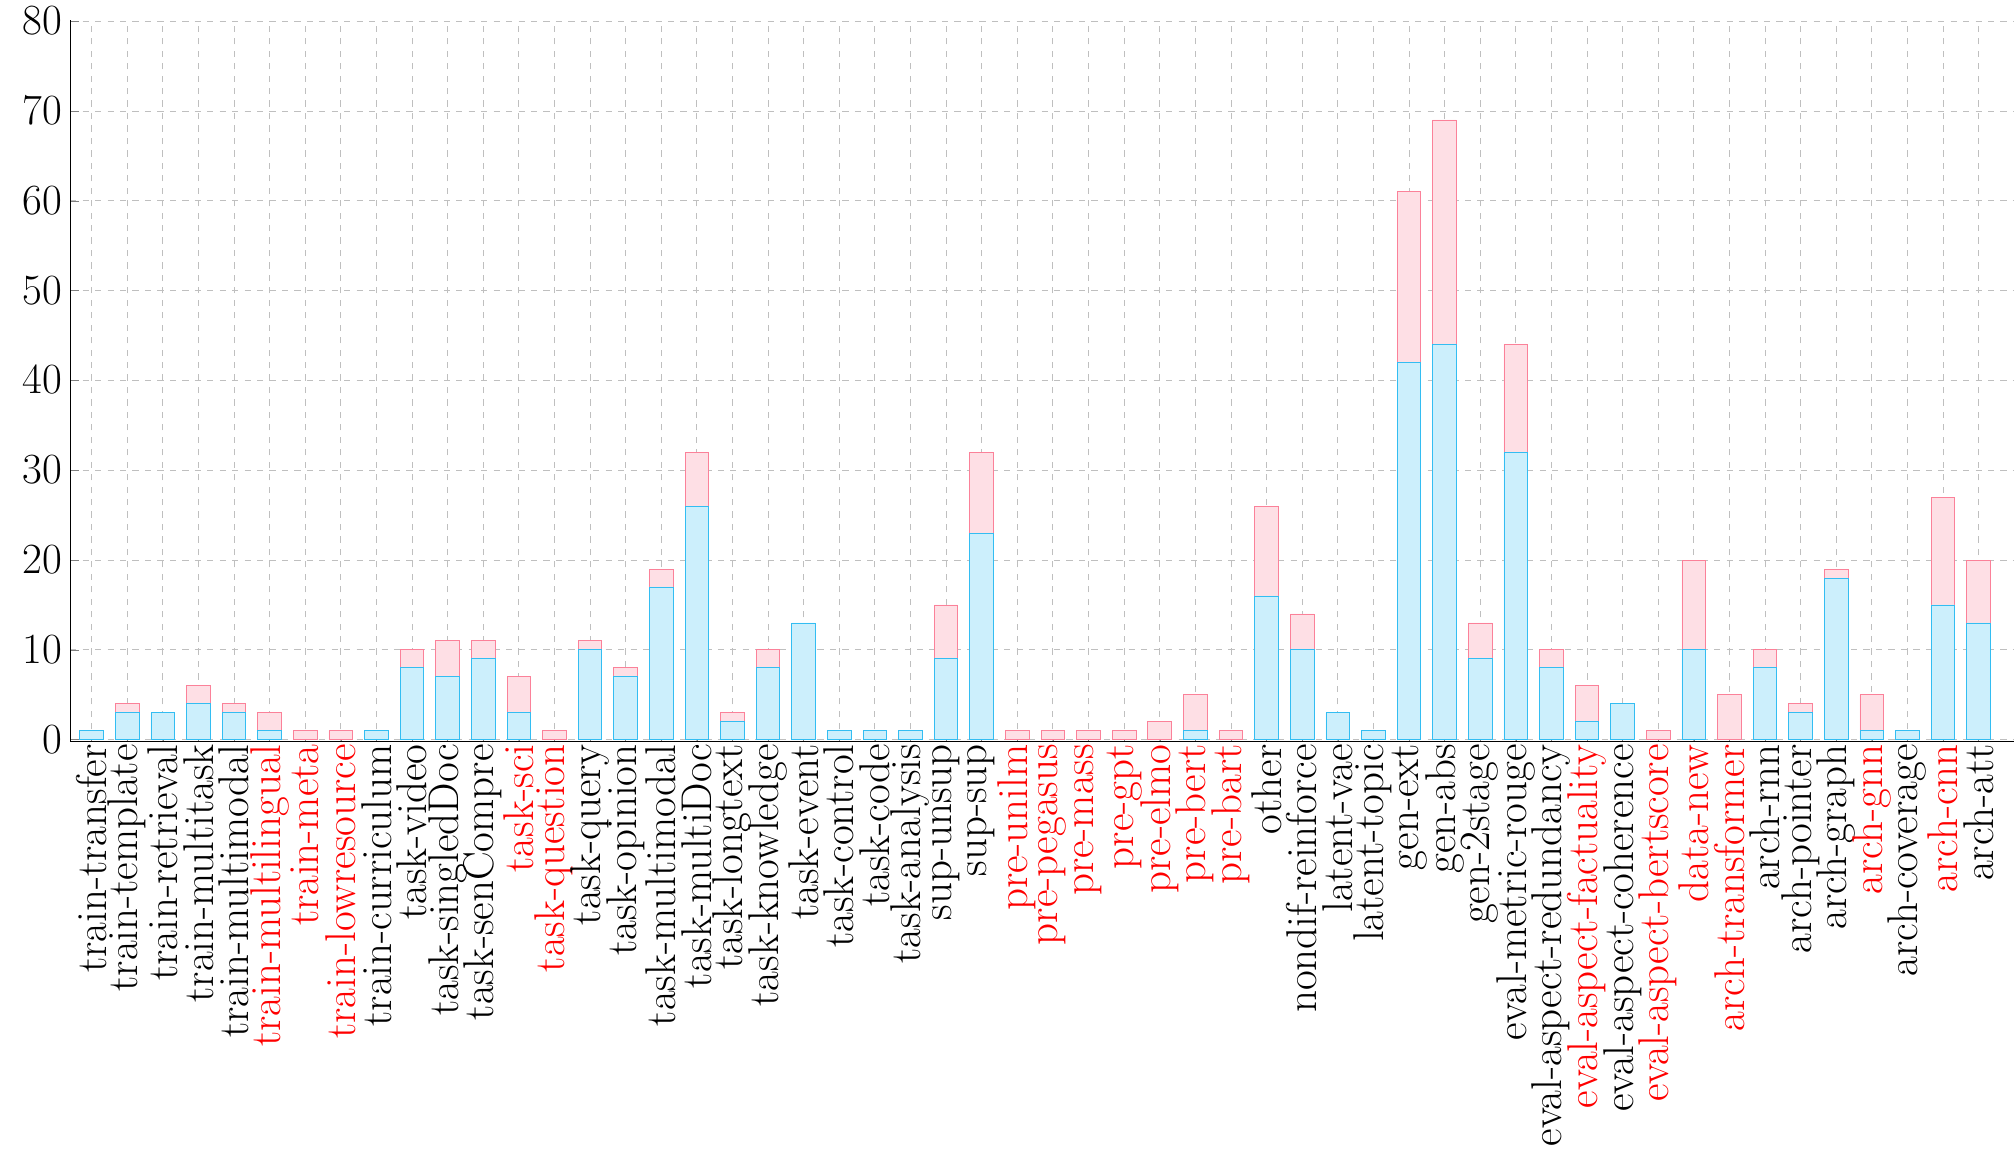 80
70
60
50
40
30
20
10
0
train-transfer
train-template
train-retrieval
train-multitask
train-multimodal
train-multilingual
train-meta
train-lowresource
train-curriculum
task-video
task-singledDoc
task-senCompre
task-sci
task-question
task-query
task-opinion
task-multimodal
task-multiDoc
task-longtext
task-knowledge
task-event
task-control
task-code
task-analysis
sup-unsup
sup-sup
pre-unilm
pre-pegasus
pre-mass
pre-gpt
pre-elmo
pre-bert
pre-bart
other
nondif-reinforce
latent-vae
latent-topic
gen-ext
gen-abs
gen-2stage
eval-metric-rouge
eval-aspect-redundancy
eval-aspect-factuality
eval-aspect-coherence
eval-aspect-bertscore
data-new
arch-transformer
arch-rnn
arch-pointer
arch-graph
arch-gnn
arch-coverage
arch-cnn
arch-att